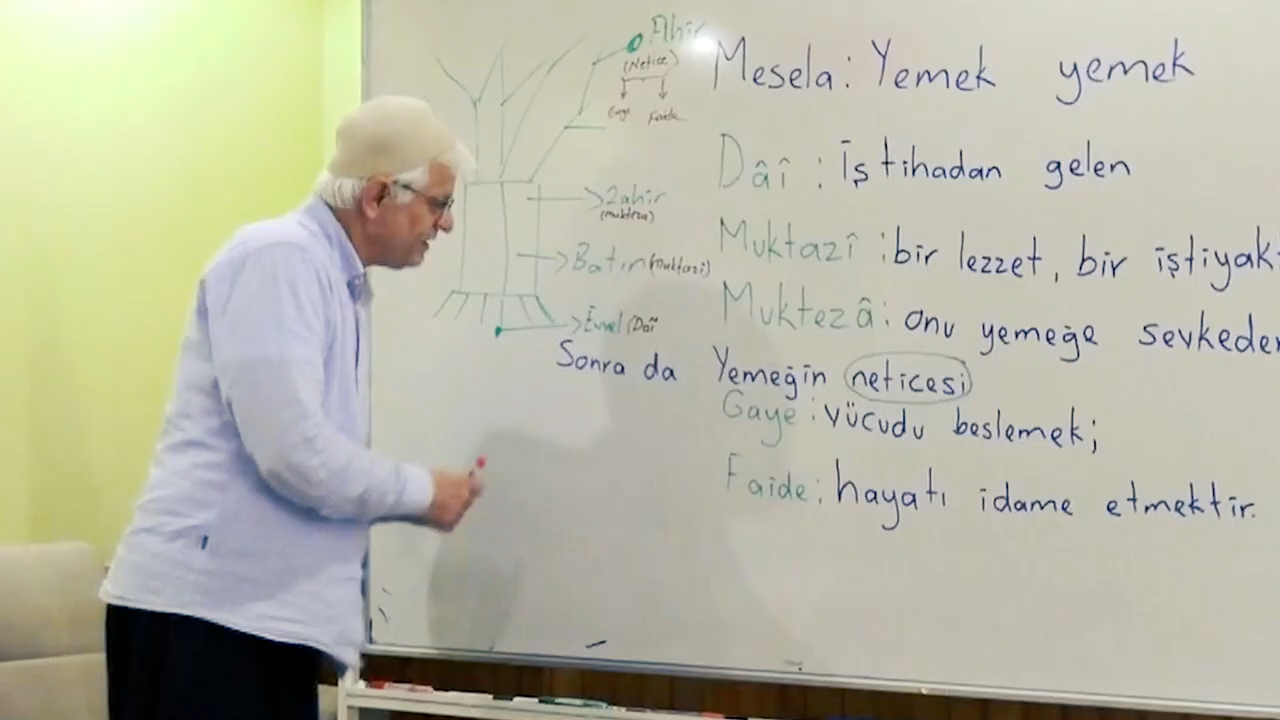 Ahir
(Netice)
Gaye Faide
Zahir
(mukteza)
Batın (muktazi)
Evvel (Daî
Mesela: Yemek yemek
Dâî : İştihadan gelen
Muktazî : bir lezzet, bir iştiyak
Muktezâ: onu yemeğe sevkeder
Sonra da Yemeğin neticesi
Gaye : vücudu beslemek;
Faide: hayatı idame etmektir.